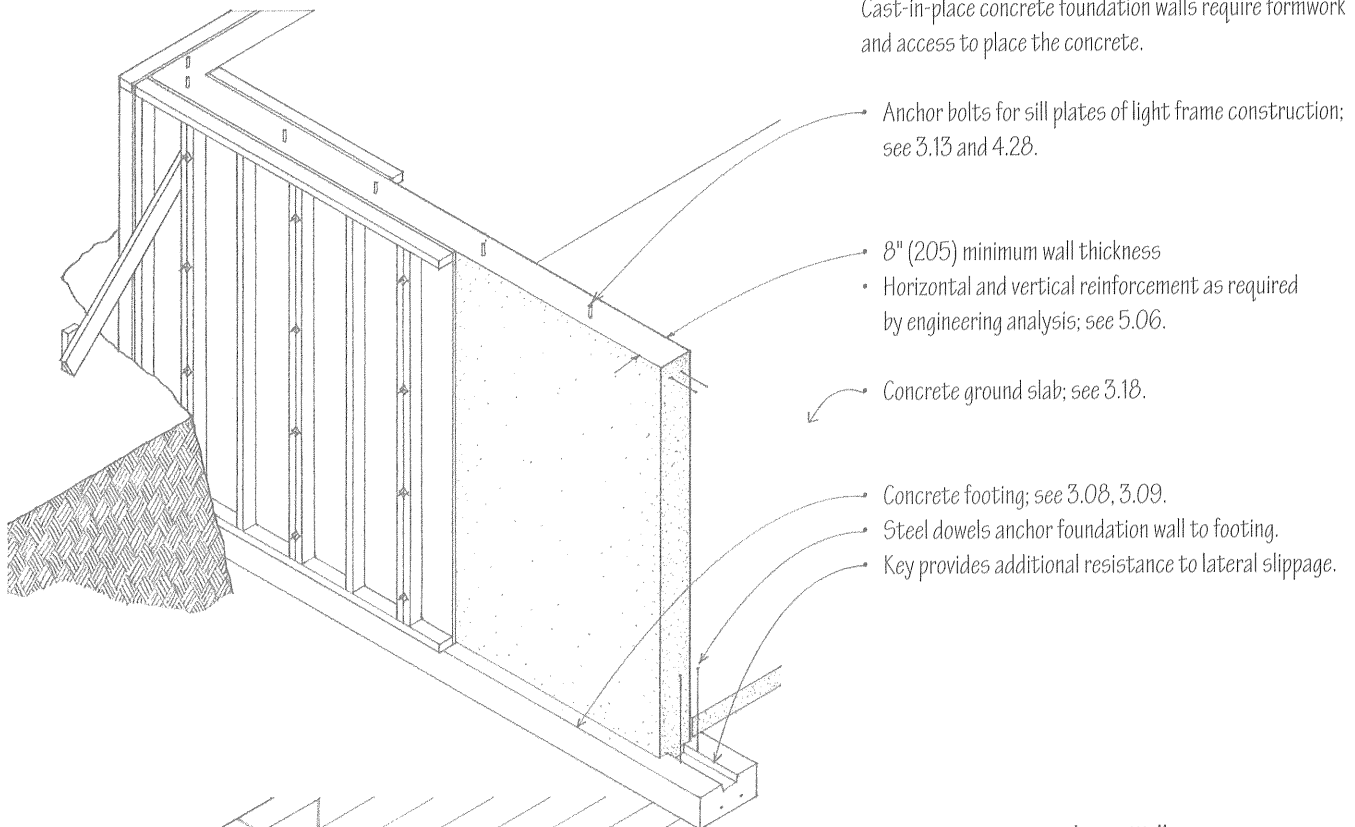 Cast-in-place concrete foundation walls require formwork
and access to place the concrete.
• Anchor bolts for sill plates of light frame construction;
see 3.13 and 4.28.
• 8" (205) minimum wall thickness
• Horizontal and vertical reinforcement as required
by engineering analysis; see 5.06.
• Concrete ground slab; see 3.18.
• Concrete footing; see 3.08, 3.09.
• Steel dowels anchor foundation wall to footing.
• Key provides additional resistance to lateral slippage.